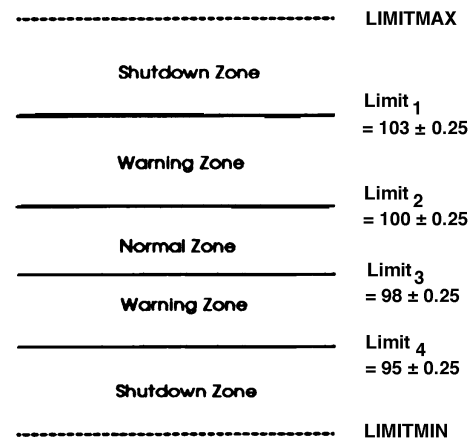 LIMITMAX
Shutdown Zone
Limit 1
= 103 ± 0.25
Warning Zone
Limit 2
= 100 ± 0.25
Normal Zone
Limit 3
= 98 ± 0.25
Warning Zone
Limit 4
= 95 ± 0.25
Shutdown Zone
LIMITMIN